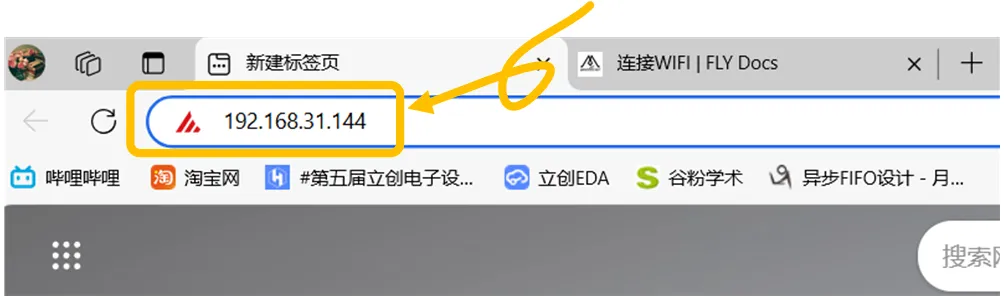 新建标签页
连接WIFI | FLY Docs
192.168.31.144
哔哩哔哩
淘宝网
#第五届立创电子设...
立创EDA
谷粉学术
异步FIFO设计 - 月...
搜索网